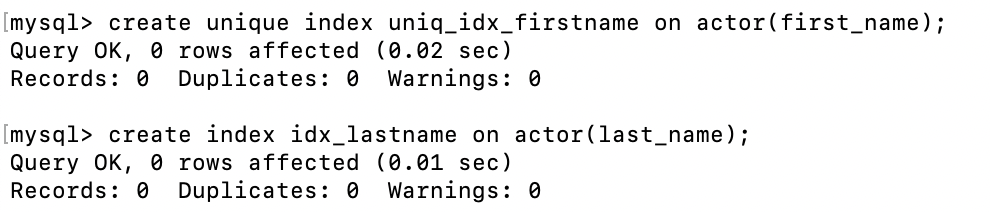 [mysql> create unique index uniq_idx_firstname on actor(first_name);
Query OK, 0 rows affected (0.02 sec)
Records: 0  Duplicates: 0  Warnings: 0
[mysql> create index idx_lastname on actor(last_name);
Query OK, 0 rows affected (0.01 sec)
Records: 0  Duplicates: 0  Warnings: 0